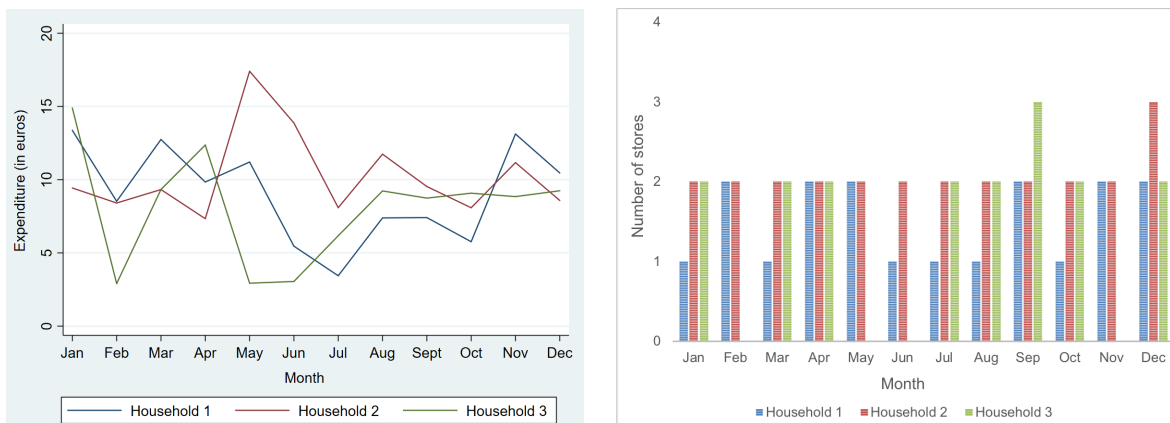 Expenditure (in euros)
20
15
10
5
0
Jan Feb Mar Apr May Jun Jul Aug Sept Oct Nov Dec
Month
Household 1 Household 2 Household 3
Number of stores
4
3
2
1
0
Jan Feb Mar Apr May Jun Jul Aug Sep Oct Nov Dec
Month
Household 1 Household 2 Household 3